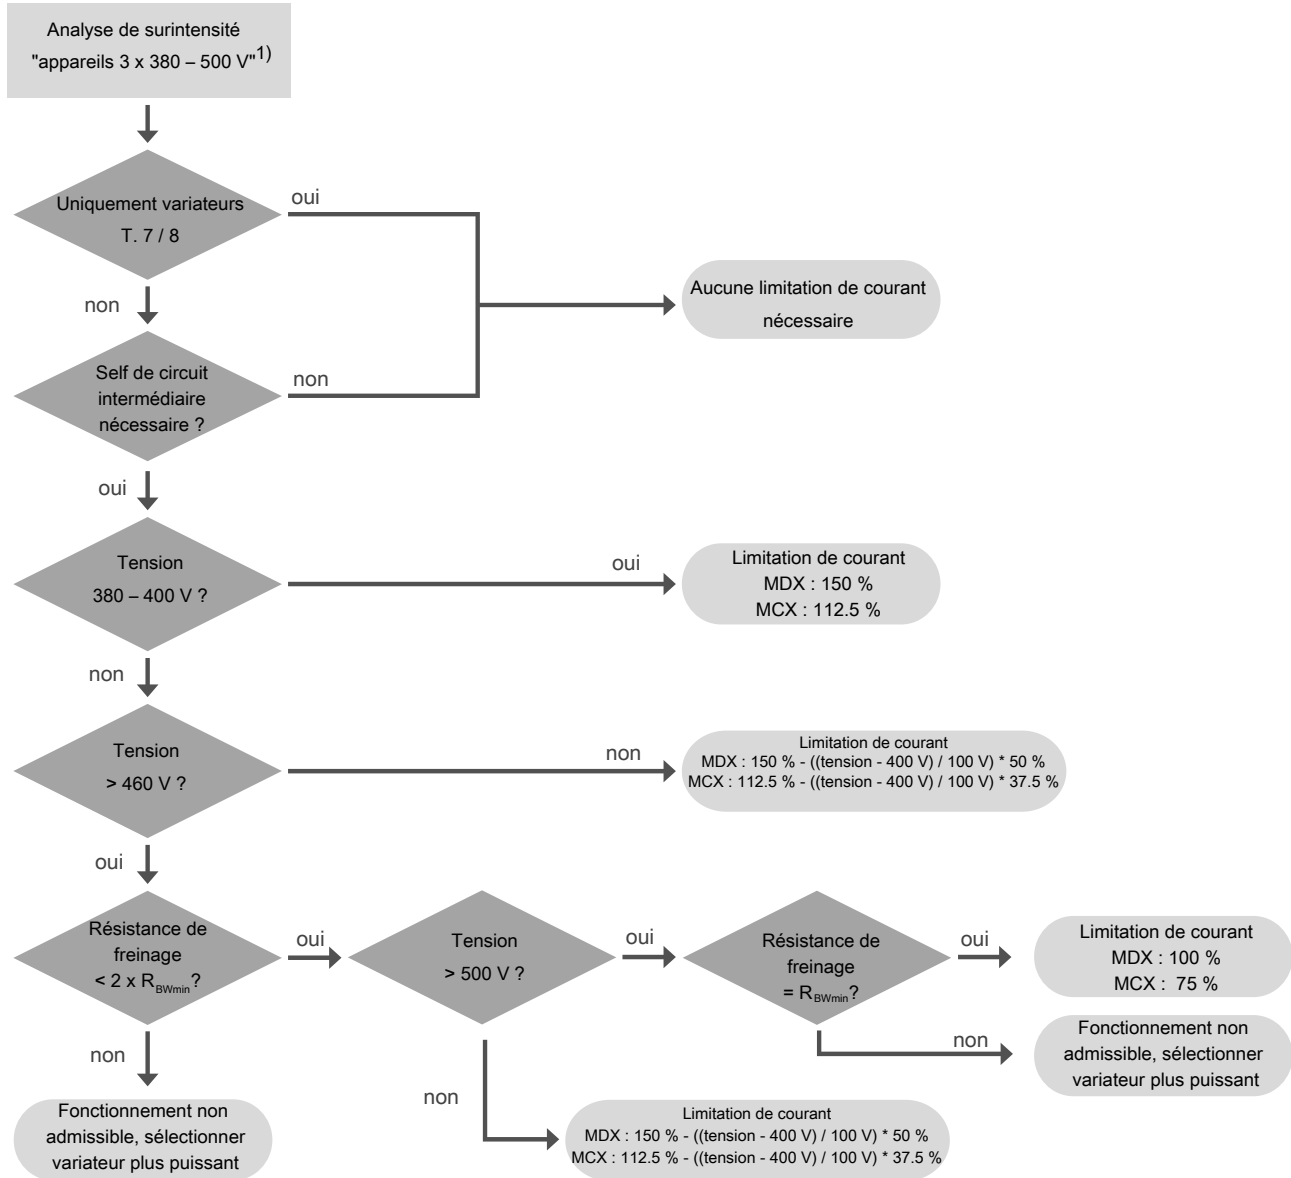 Analyse de surintensité
"appareils 3 x 380 – 500 V"1)
Uniquement variateurs
T. 7 / 8
oui
non
Aucune limitation de courant
nécessaire
Self de circuit
intermédiaire
nécessaire ?
non
oui
Tension
380 – 400 V ?
oui
Limitation de courant
MDX : 150 %
MCX : 112.5 %
non
Tension
> 460 V ?
non
Limitation de courant
MDX : 150 % - ((tension - 400 V) / 100 V) * 50 %
MCX : 112.5 % - ((tension - 400 V) / 100 V) * 37.5 %
oui
Résistance de
freinage
< 2 x RBWmin?
oui
Tension
> 500 V ?
oui
Résistance de
freinage
= RBWmin?
oui
Limitation de courant
MDX : 100 %
MCX : 75 %
non
Fonctionnement non
admissible, sélectionner
variateur plus puissant
non
Fonctionnement non
admissible, sélectionner
variateur plus puissant
non
Limitation de courant
MDX : 150 % - ((tension - 400 V) / 100 V) * 50 %
MCX : 112.5 % - ((tension - 400 V) / 100 V) * 37.5 %